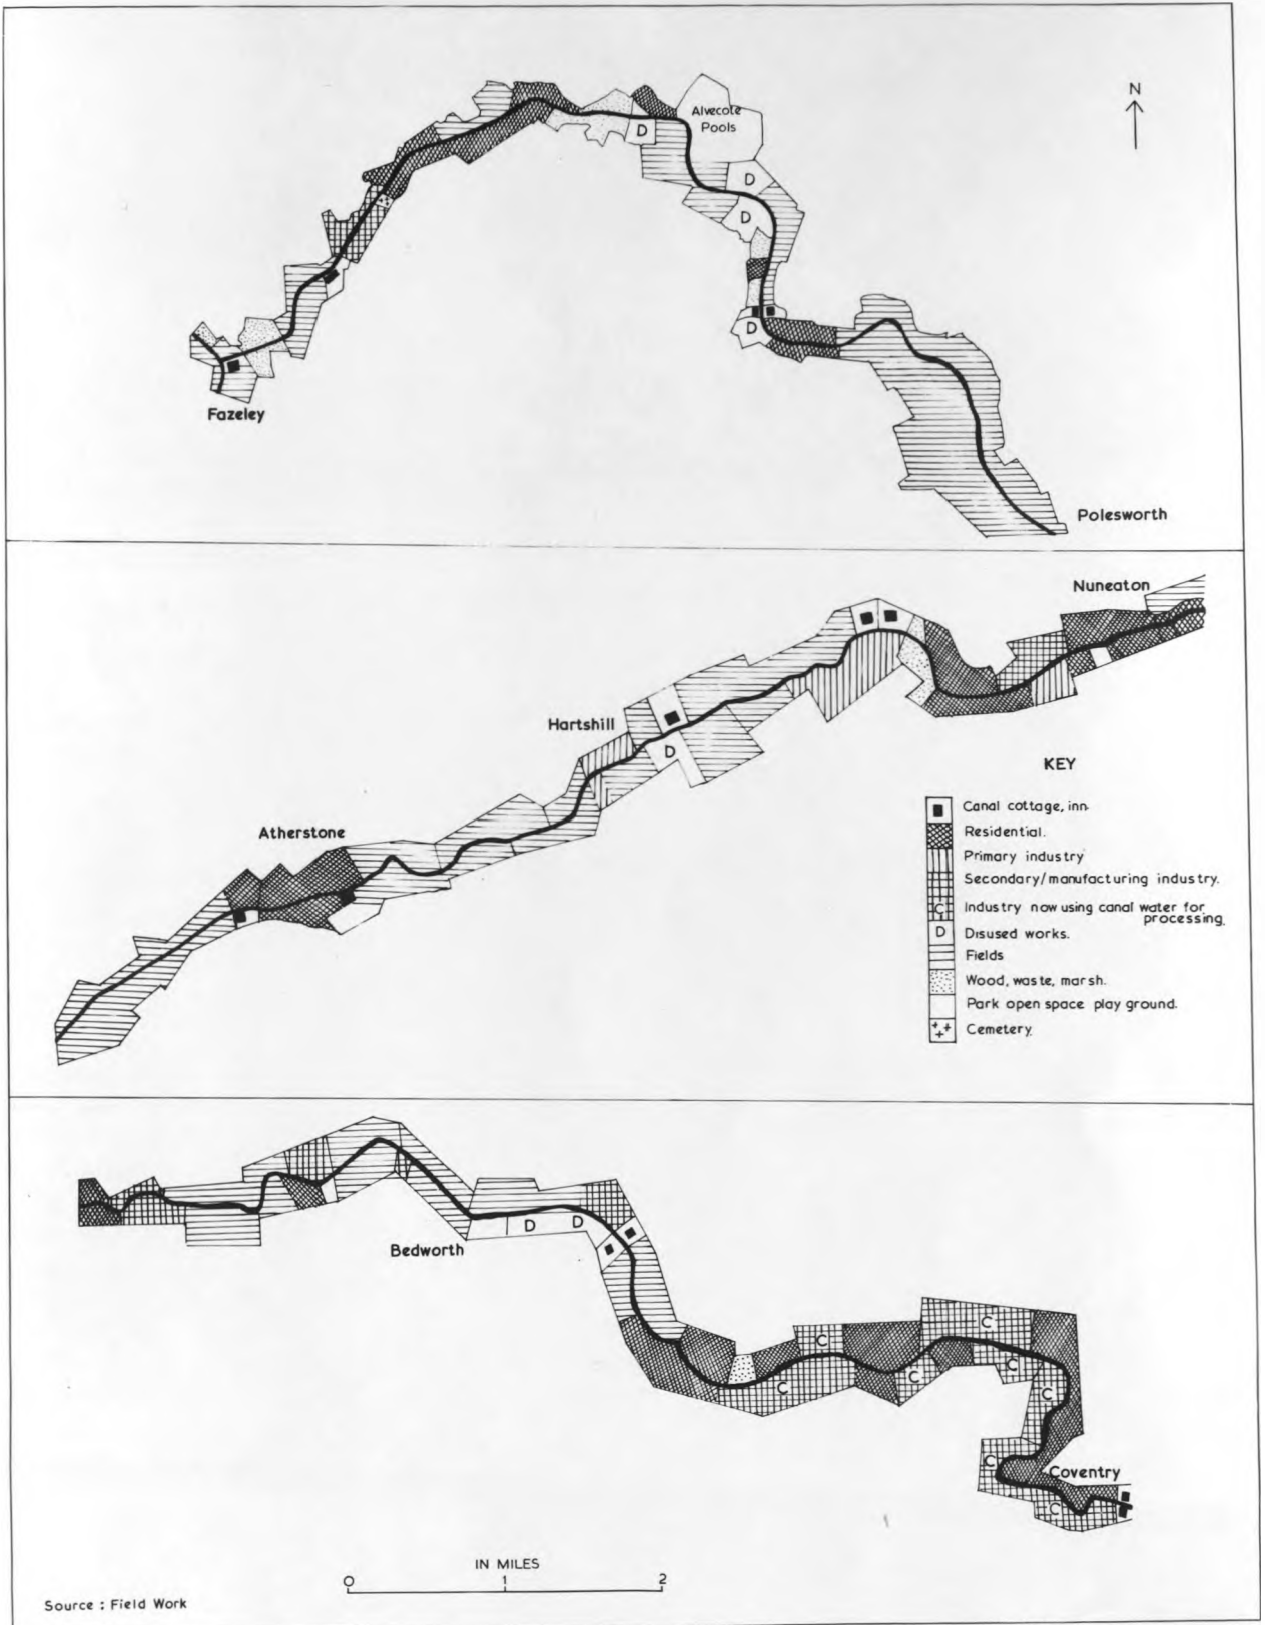 N
Alvecote
Pools
D
D
D
D
Fazeley
Polesworth
Nuneaton
Hartshill
D
Atherstone
KEY
Canal cottage, inn.
Residential.
Primary industry
Secondary/manufacturing industry.
C Industry now using canal water for
processing.
D Disused works.
Fields
Wood, waste, marsh.
Park open space play ground.
Cemetery.
Bedworth
D D
C
C
C
C
C
C
C
Coventry
C
IN MILES
0 1 2
Source : Field Work